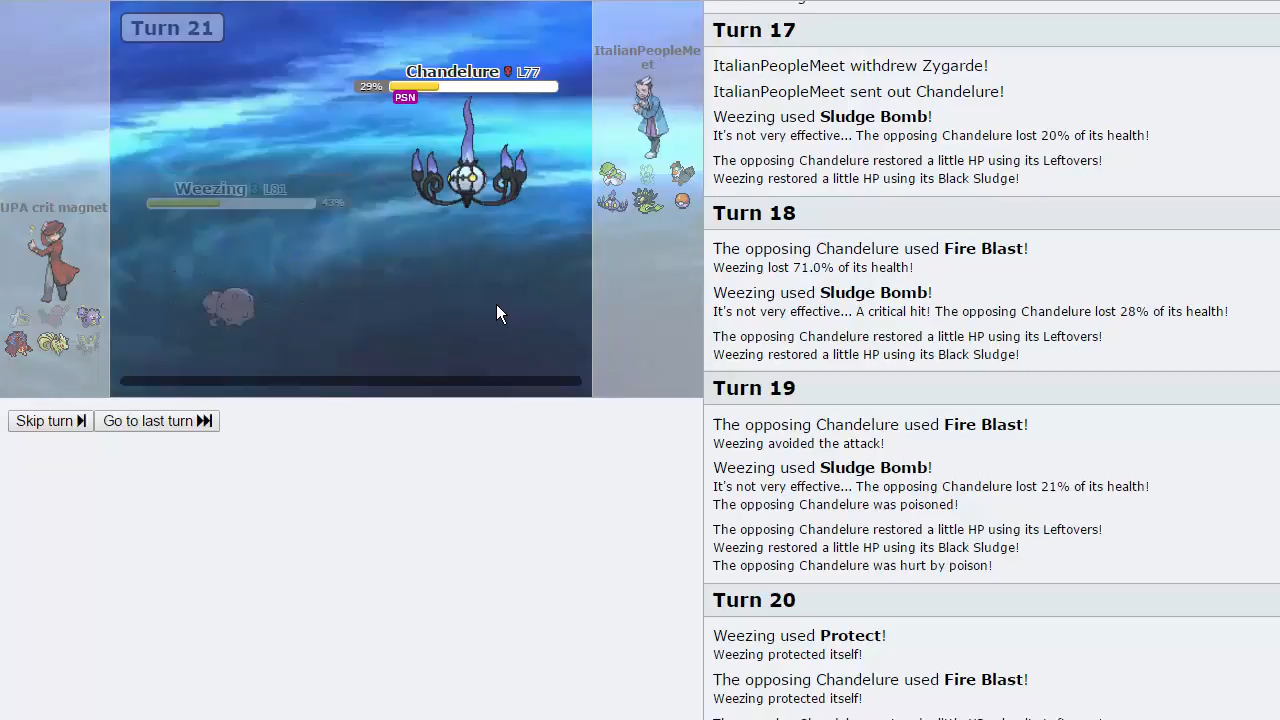 Turn 21
ItalianPeopleMe
et
Chandelure L77
29%
PSN
Weezing L81
43%
UPA crit magnet
Skip turn
Go to last turn
Turn 17
ItalianPeopleMeet withdrew Zygarde!
ItalianPeopleMeet sent out Chandelure!
Weezing used Sludge Bomb!
It's not very effective... The opposing Chandelure lost 20% of its health!
The opposing Chandelure restored a little HP using its Leftovers!
Weezing restored a little HP using its Black Sludge!
Turn 18
The opposing Chandelure used Fire Blast!
Weezing lost 71.0% of its health!
Weezing used Sludge Bomb!
It's not very effective... A critical hit! The opposing Chandelure lost 28% of its health!
The opposing Chandelure restored a little HP using its Leftovers!
Weezing restored a little HP using its Black Sludge!
Turn 19
The opposing Chandelure used Fire Blast!
Weezing avoided the attack!
Weezing used Sludge Bomb!
It's not very effective... The opposing Chandelure lost 21% of its health!
The opposing Chandelure was poisoned!
The opposing Chandelure restored a little HP using its Leftovers!
Weezing restored a little HP using its Black Sludge!
The opposing Chandelure was hurt by poison!
Turn 20
Weezing used Protect!
Weezing protected itself!
The opposing Chandelure used Fire Blast!
Weezing protected itself!